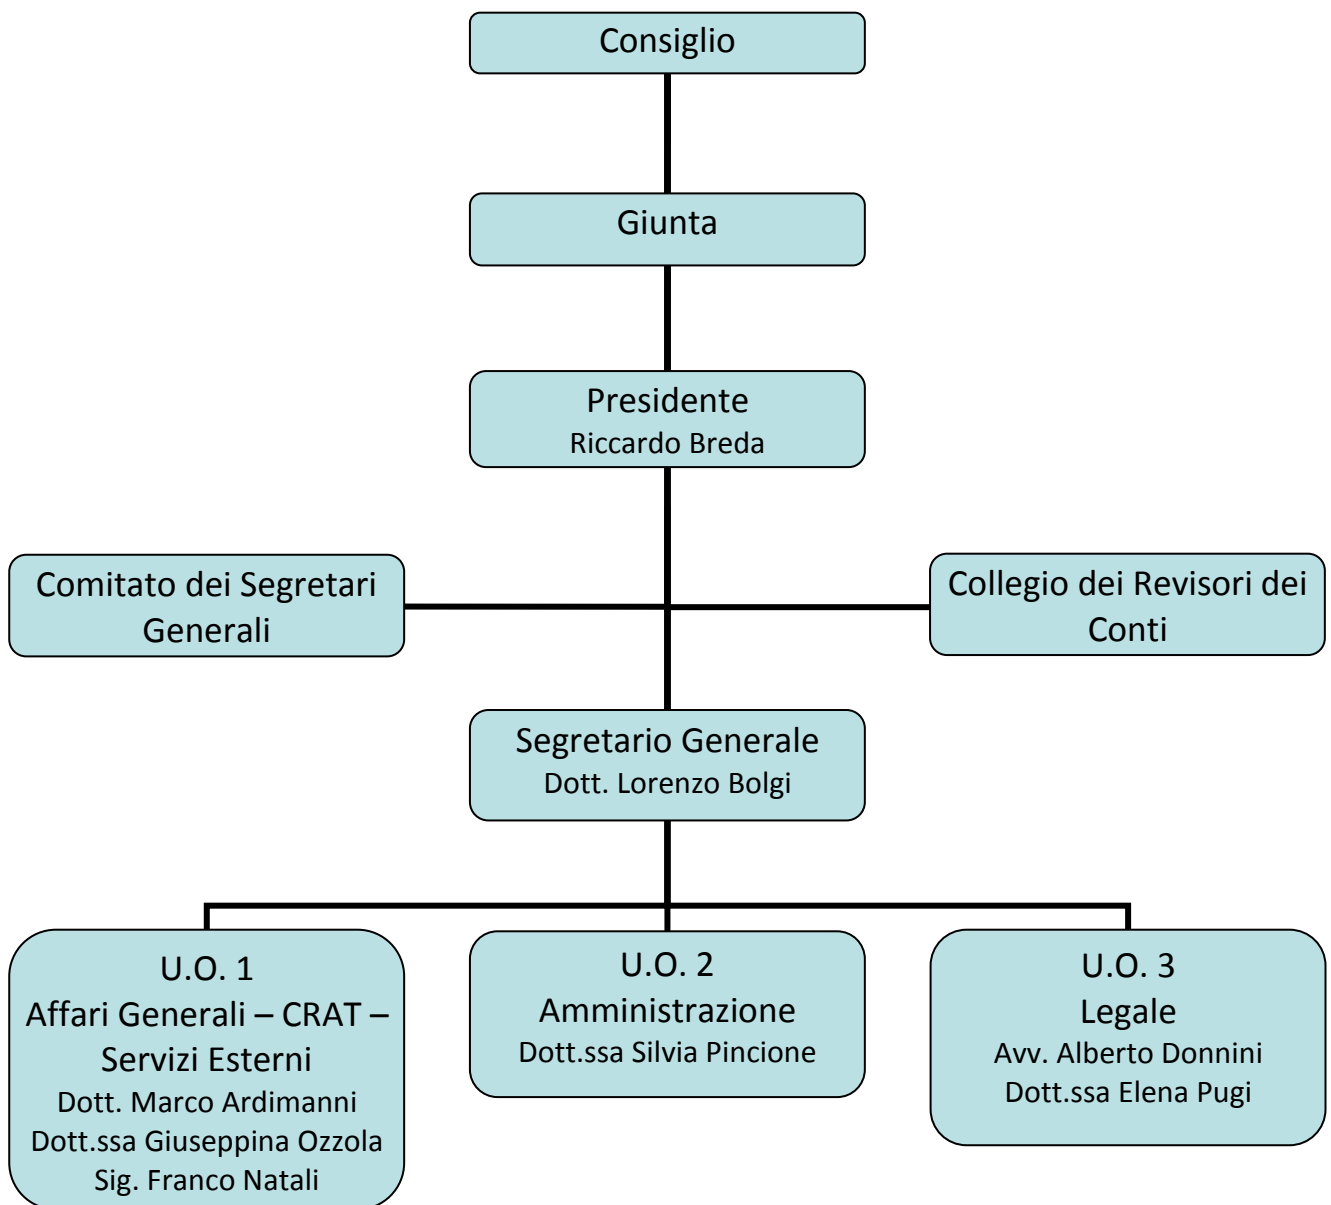 Consiglio
Giunta
Presidente
Riccardo Breda
Comitato dei Segretari
Generali
Collegio dei Revisori dei
Conti
Segretario Generale
Dott. Lorenzo Bolgi
U.O. 1
Affari Generali – CRAT –
Servizi Esterni
Dott. Marco Ardimanni
Dott.ssa Giuseppina Ozzola
Sig. Franco Natali
U.O. 2
Amministrazione
Dott.ssa Silvia Pincione
U.O. 3
Legale
Avv. Alberto Donnini
Dott.ssa Elena Pugi